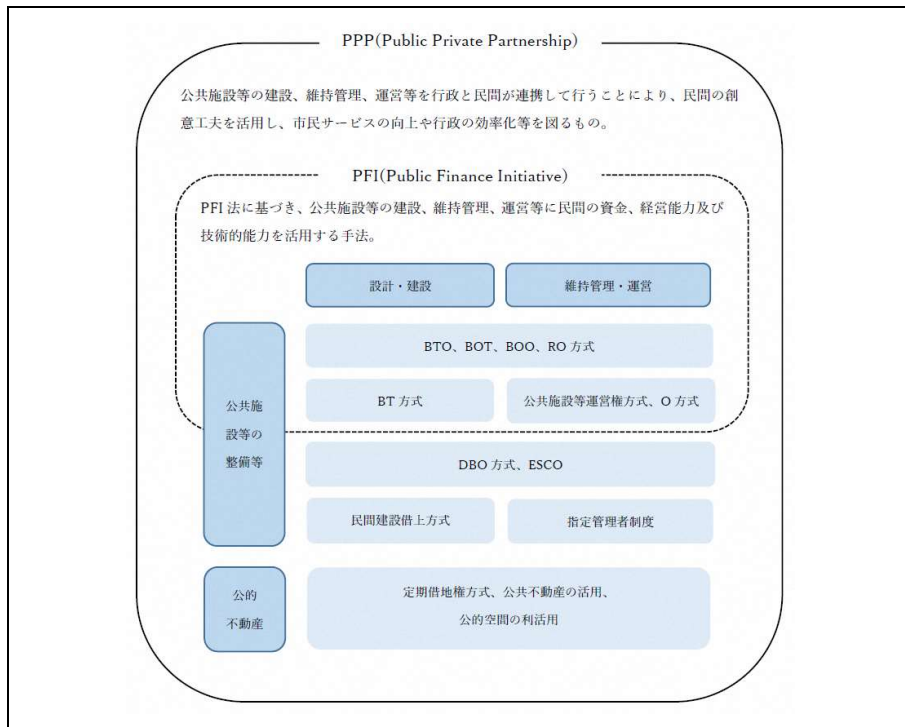 PPP(Public Private Partnership)
公共施設等の建設、維持管理、運営等を行政と民間が連携して行うことにより、民間の創
意工夫を活用し、市民サービスの向上や行政の効率化等を図るもの。
PFI(Public Finance Initiative)
PFI 法に基づき、公共施設等の建設、維持管理、運営等に民間の資金、経営能力及び
技術的能力を活用する手法。
設計・建設
維持管理・運営
公共施
設等の
整備等
BTO、BOT、BOO、RO 方式
BT 方式
公共施設等運営権方式、O 方式
DBO 方式、ESCO
民間建設借上方式
指定管理者制度
公的
不動産
定期借地権方式、公共不動産の活用、
公的空間の利活用